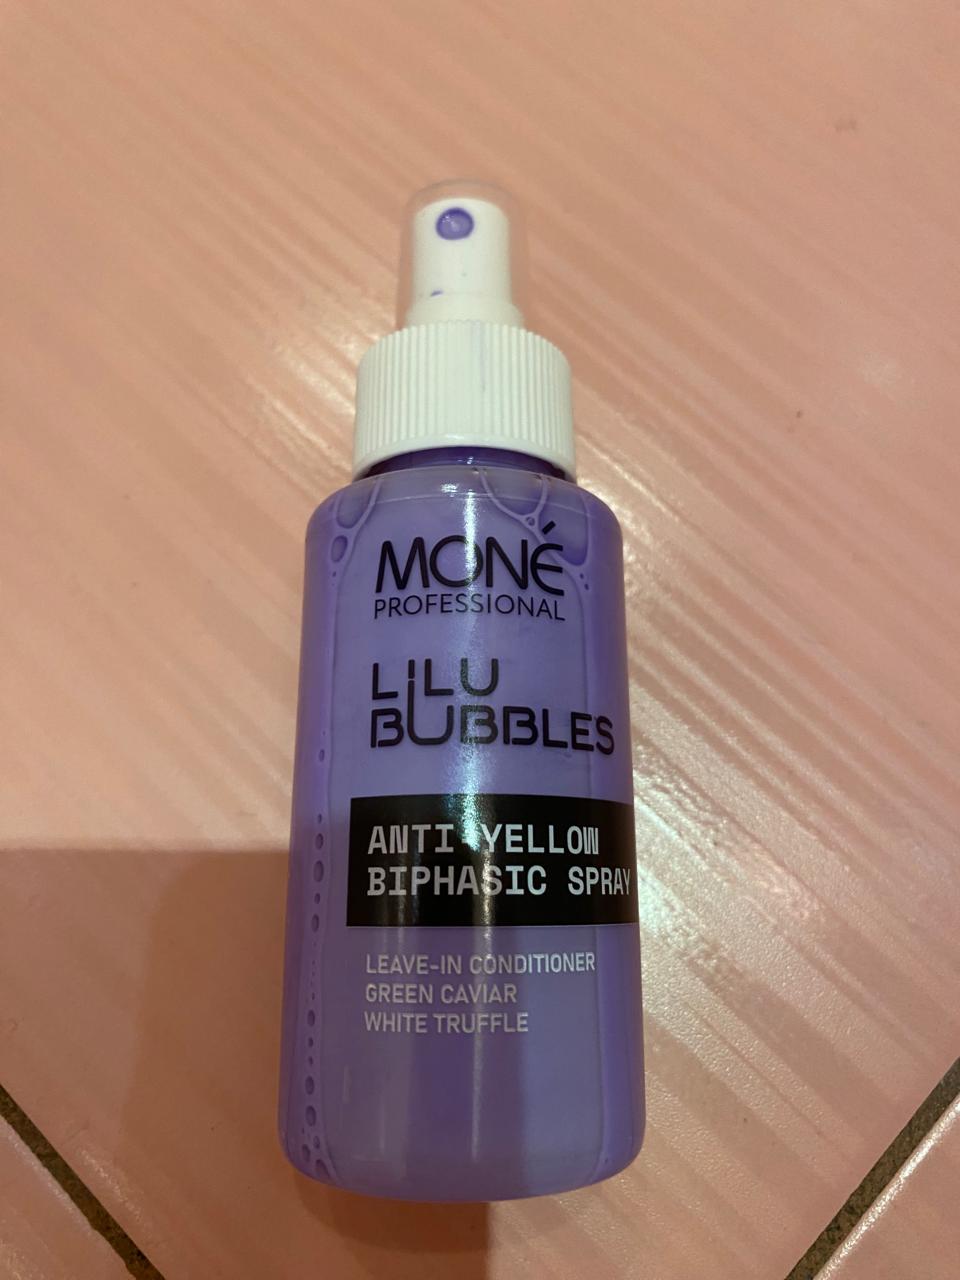 MONÉ
PROFESSIONAL
LiLU
BUBBLES
ANTI-YELLOW
BIPHASIC SPRAY
LEAVE-IN CONDITIONER
GREEN CAVIAR
WHITE TRUFFLE